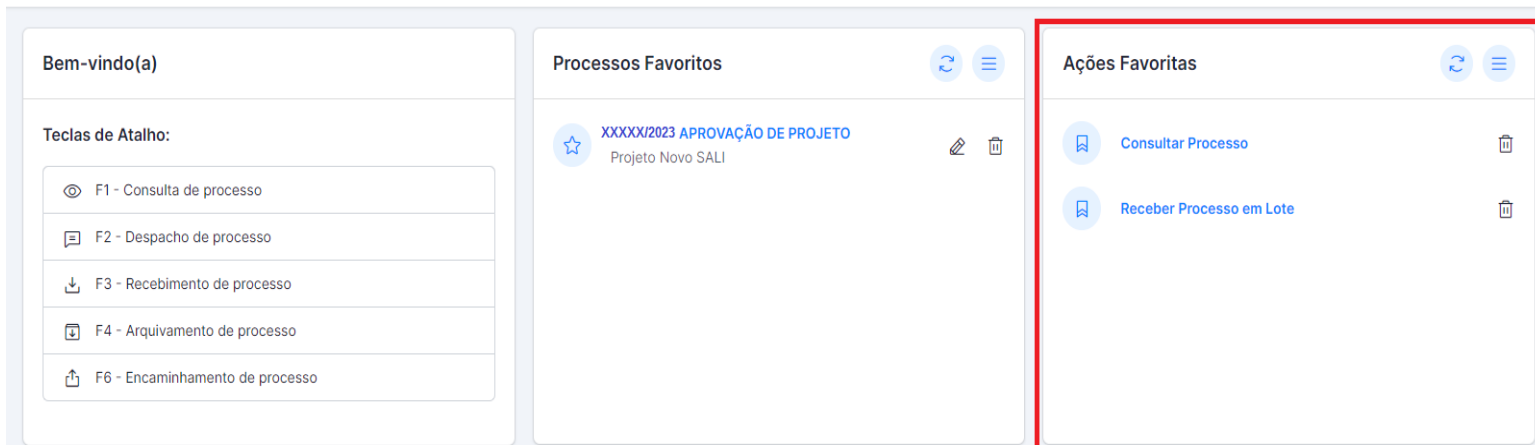 Bem-vindo(a)
Teclas de Atalho:
F1 - Consulta de processo
F2 - Despacho de processo
F3 - Recebimento de processo
F4 - Arquivamento de processo
F6 - Encaminhamento de processo
Processos Favoritos
XXXXX/2023 APROVAÇÃO DE PROJETO
Projeto Novo SALI
Ações Favoritas
Consultar Processo
Receber Processo em Lote